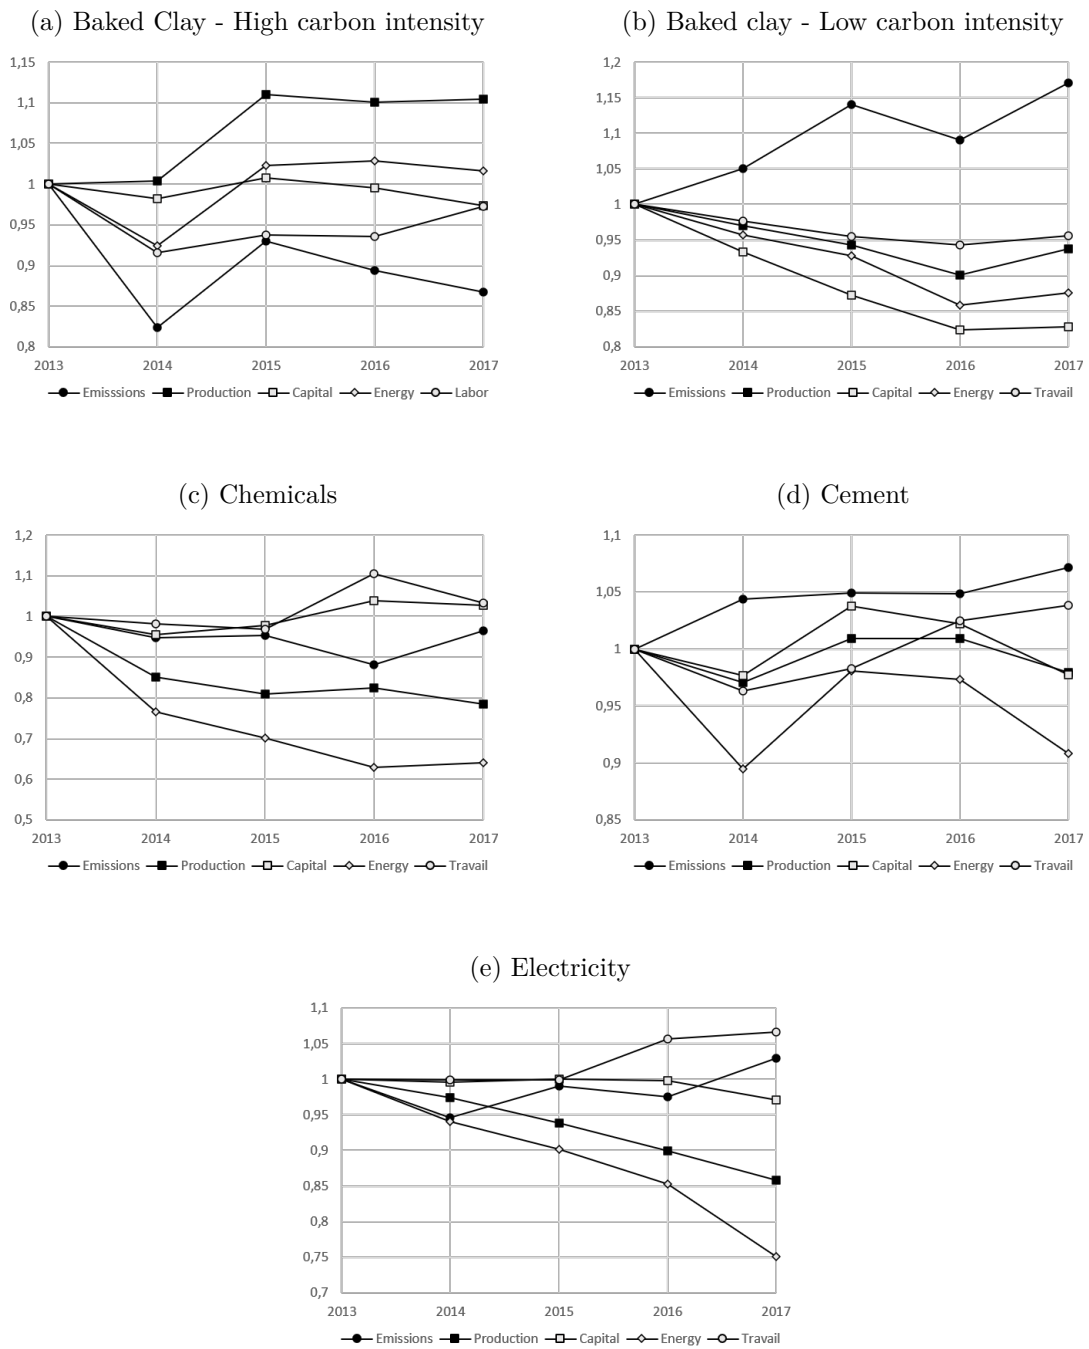 (a) Baked Clay - High carbon intensity
1,15
1,1
1,05
1
0,95
0,9
0,85
0,8
2013 2014 2015 2016 2017
Emisssions Production Capital Energy Labor
(b) Baked clay - Low carbon intensity
1,2
1,15
1,1
1,05
1
0,95
0,9
0,85
0,8
2013 2014 2015 2016 2017
Emissions Production Capital Energy Travail
(c) Chemicals
1,2
1,1
1
0,9
0,8
0,7
0,6
0,5
2013 2014 2015 2016 2017
Emissions Production Capital Energy Travail
(d) Cement
1,1
1,05
1
0,95
0,9
0,85
2013 2014 2015 2016 2017
Emissions Production Capital Energy Travail
(e) Electricity
1,1
1,05
1
0,95
0,9
0,85
0,8
0,75
0,7
2013 2014 2015 2016 2017
Emissions Production Capital Energy Travail